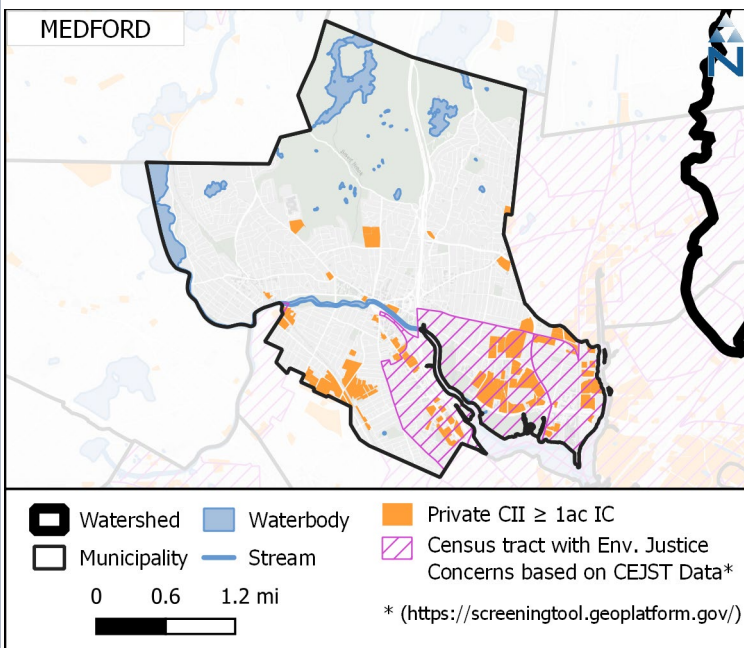 MEDFORD
N
Watershed
Waterbody
Private CII ≥ 1ac IC
Municipality
Stream
Census tract with Env. Justice
Concerns based on CEJST Data*
0 0.6 1.2 mi
* (https://screeningtool.geoplatform.gov/)